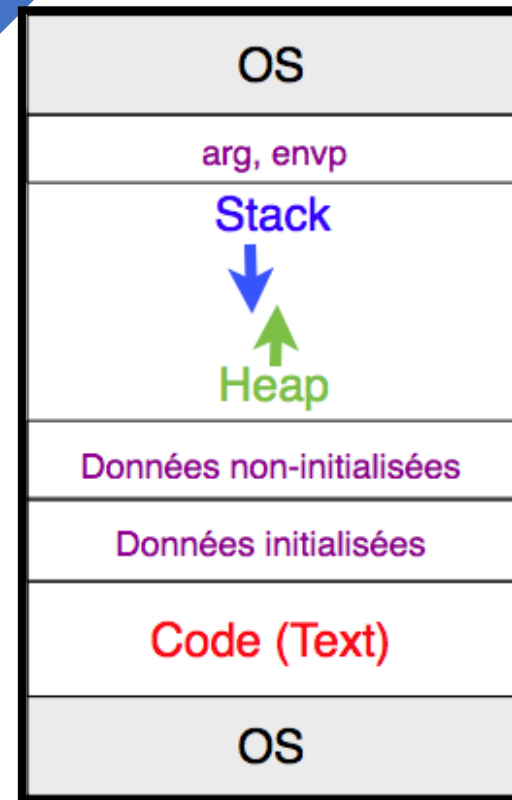 OS
arg, envp
Stack
Heap
Données non-initialisées
Données initialisées
Code (Text)
OS